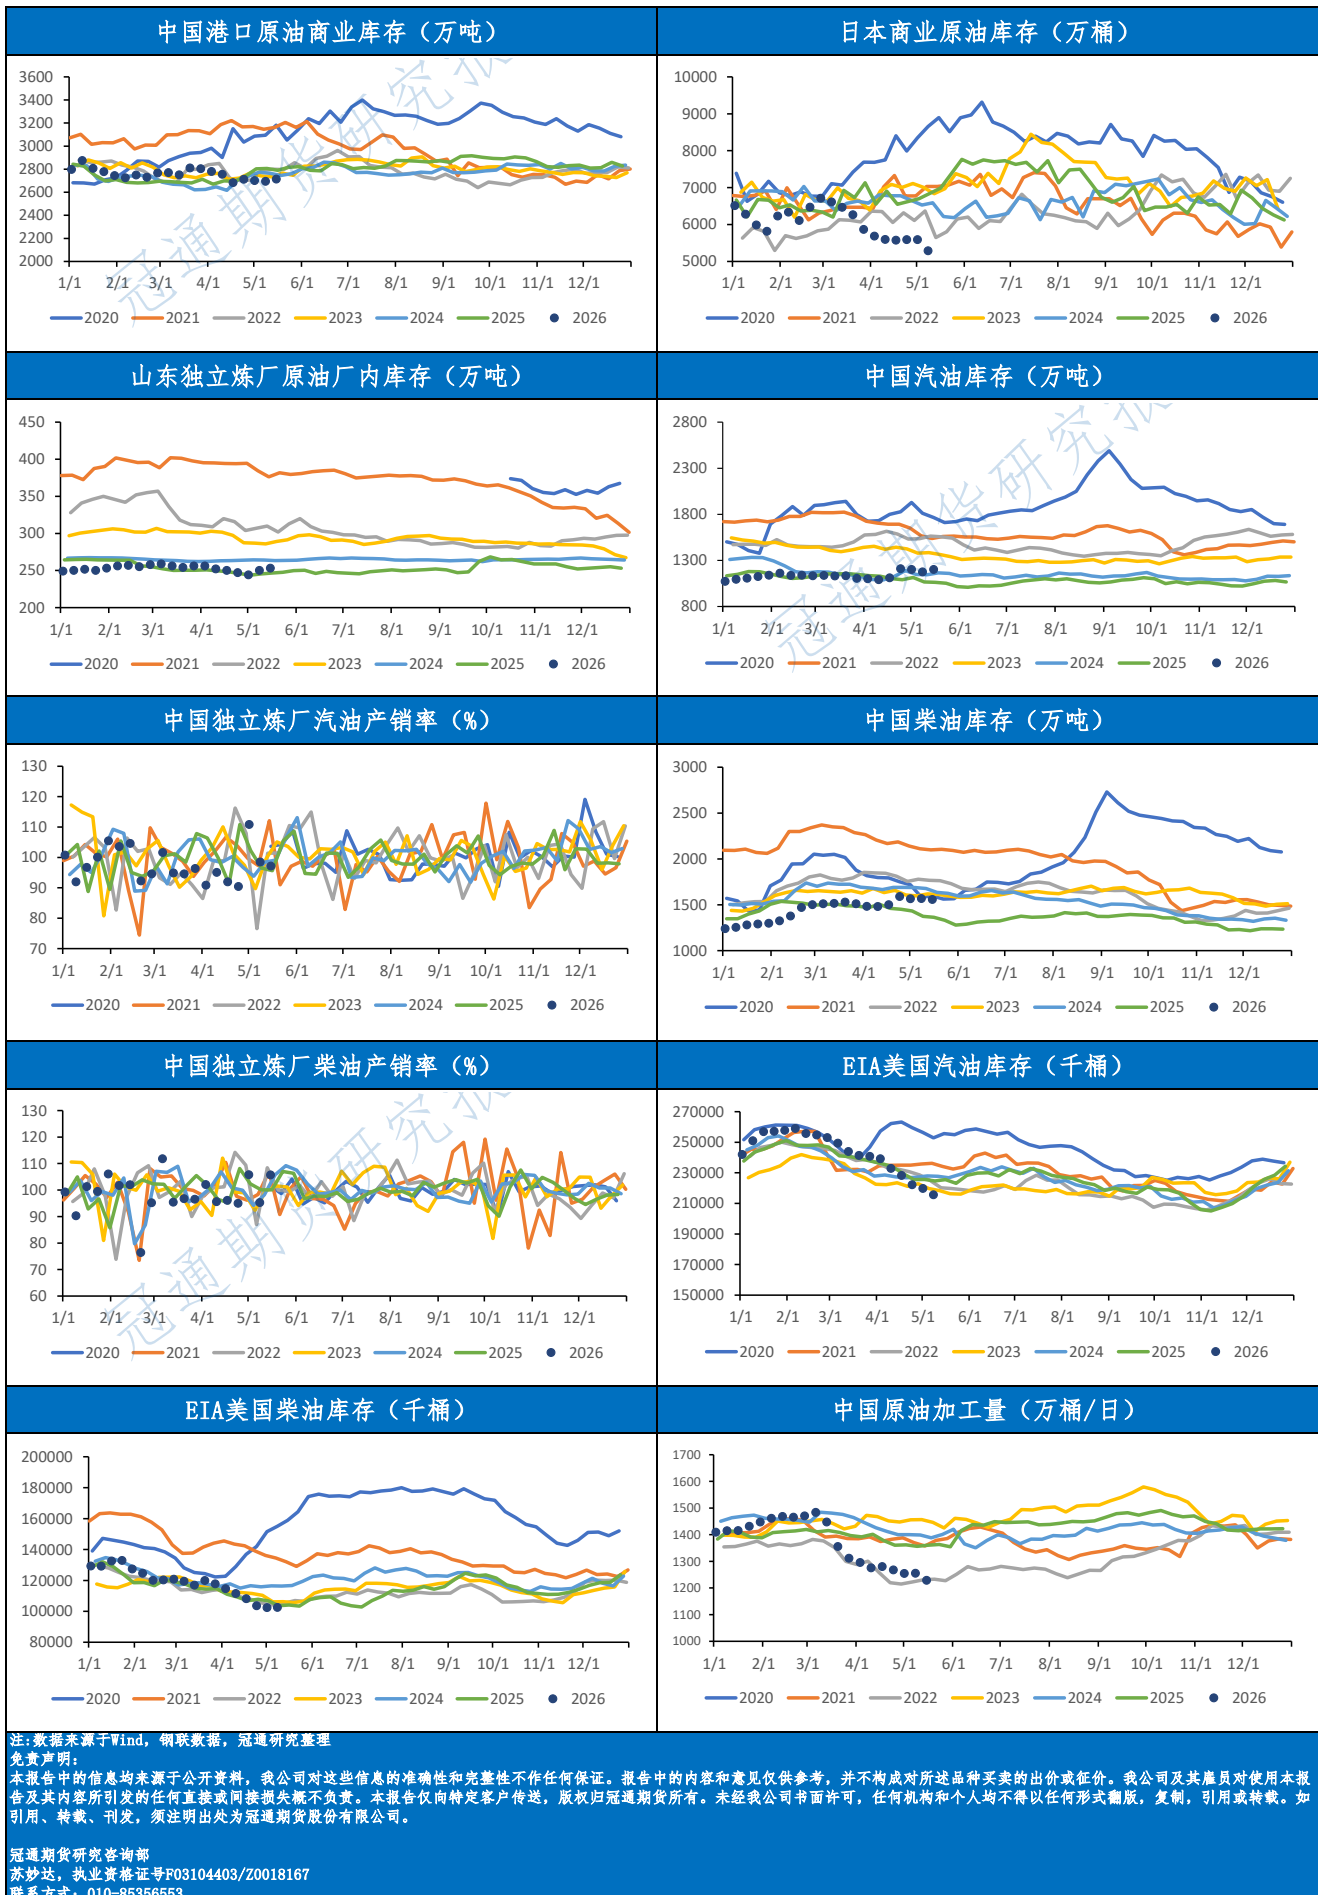 中国港口原油商业库存（万吨）
3600
3400
3200
3000
2800
2600
2400
2200
2000
1/1 2/1 3/1 4/1 5/1 6/1 7/1 8/1 9/1 10/1 11/1 12/1
2020 2021 2022 2023 2024 2025 2026
冠通期货研究报
日本商业原油库存（万桶）
10000
9000
8000
7000
6000
5000
1/1 2/1 3/1 4/1 5/1 6/1 7/1 8/1 9/1 10/1 11/1 12/1
2020 2021 2022 2023 2024 2025 2026
山东独立炼厂原油厂内库存（万吨）
450
400
350
300
250
200
1/1 2/1 3/1 4/1 5/1 6/1 7/1 8/1 9/1 10/1 11/1 12/1
2020 2021 2022 2023 2024 2025 2026
中国汽油库存（万吨）
2800
2300
1800
1300
800
1/1 2/1 3/1 4/1 5/1 6/1 7/1 8/1 9/1 10/1 11/1 12/1
2020 2021 2022 2023 2024 2025 2026
冠通期货研究报
中国独立炼厂汽油产销率（%）
130
120
110
100
90
80
70
1/1 2/1 3/1 4/1 5/1 6/1 7/1 8/1 9/1 10/1 11/1 12/1
2020 2021 2022 2023 2024 2025 2026
中国柴油库存（万吨）
3000
2500
2000
1500
1000
1/1 2/1 3/1 4/1 5/1 6/1 7/1 8/1 9/1 10/1 11/1 12/1
2020 2021 2022 2023 2024 2025 2026
中国独立炼厂柴油产销率（%）
130
120
110
100
90
80
70
60
1/1 2/1 3/1 4/1 5/1 6/1 7/1 8/1 9/1 10/1 11/1 12/1
2020 2021 2022 2023 2024 2025 2026
冠通期货研究报
EIA美国汽油库存（千桶）
270000
250000
230000
210000
190000
170000
150000
1/1 2/1 3/1 4/1 5/1 6/1 7/1 8/1 9/1 10/1 11/1 12/1
2020 2021 2022 2023 2024 2025 2026
EIA美国柴油库存（千桶）
200000
180000
160000
140000
120000
100000
80000
1/1 2/1 3/1 4/1 5/1 6/1 7/1 8/1 9/1 10/1 11/1 12/1
2020 2021 2022 2023 2024 2025 2026
中国原油加工量（万桶/日）
1700
1600
1500
1400
1300
1200
1100
1000
1/1 2/1 3/1 4/1 5/1 6/1 7/1 8/1 9/1 10/1 11/1 12/1
2020 2021 2022 2023 2024 2025 2026
注：数据来源于Wind，钢联数据，冠通研究整理
免责声明：
本报告中的信息均来源于公开资料，我公司对这些信息的准确性和完整性不作任何保证。报告中的内容和意见仅供参考，并不构成对所述品种买卖的出价或征价。我公司及其雇员对使用本报
告及其内容所引发的任何直接或间接损失概不负责。本报告仅向特定客户传送，版权归冠通期货所有。未经我公司书面许可，任何机构和个人均不得以任何形式翻版，复制，引用或转载。如
引用、转载、刊发，须注明出处为冠通期货股份有限公司。
冠通期货研究咨询部
苏妙达，执业资格证号F03104403/Z0018167
联系方式：010-85356553